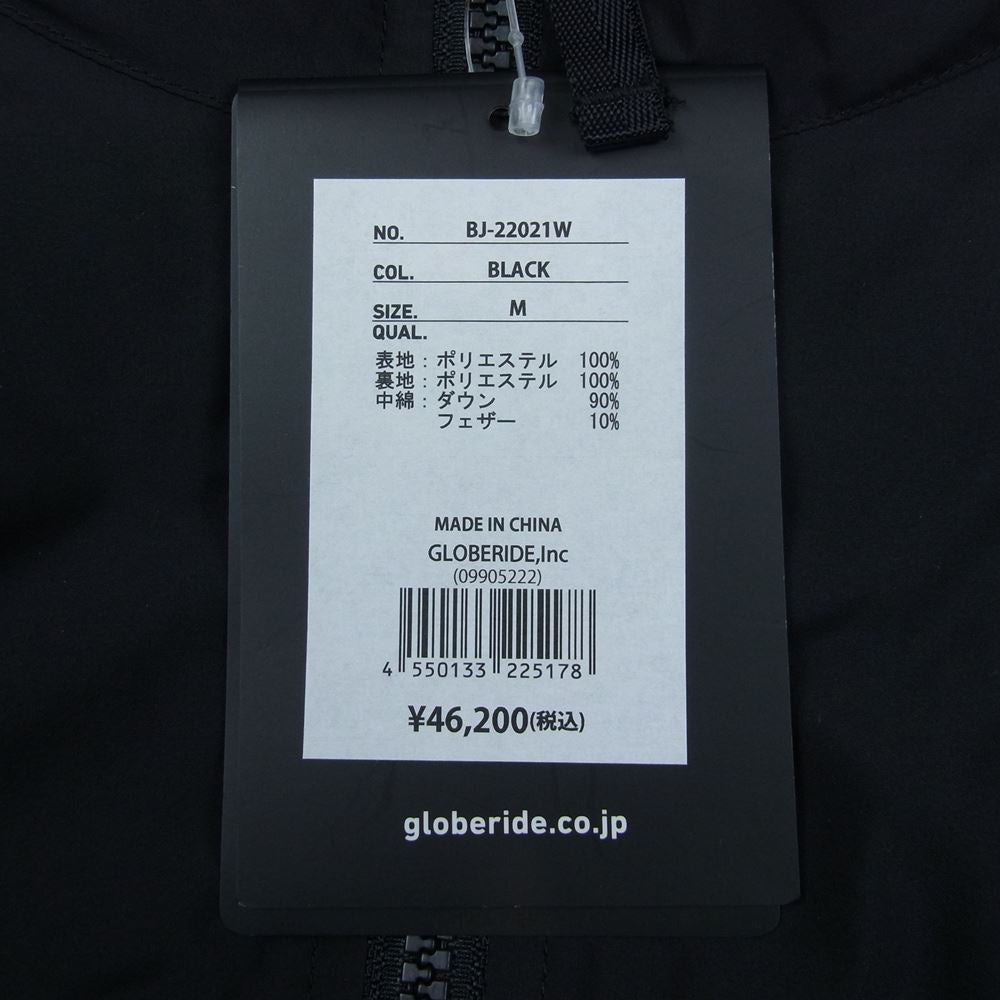 NO. BJ-22021W
COL. BLACK
SIZE. M
QUAL.
表地：ポリエステル 100%
裏地：ポリエステル 100%
中綿：ダウン 90%
フェザー 10%
MADE IN CHINA
GLOBERIDE,Inc
(09905222)
4 550133 225178
¥46,200(税込)
globeride.co.jp